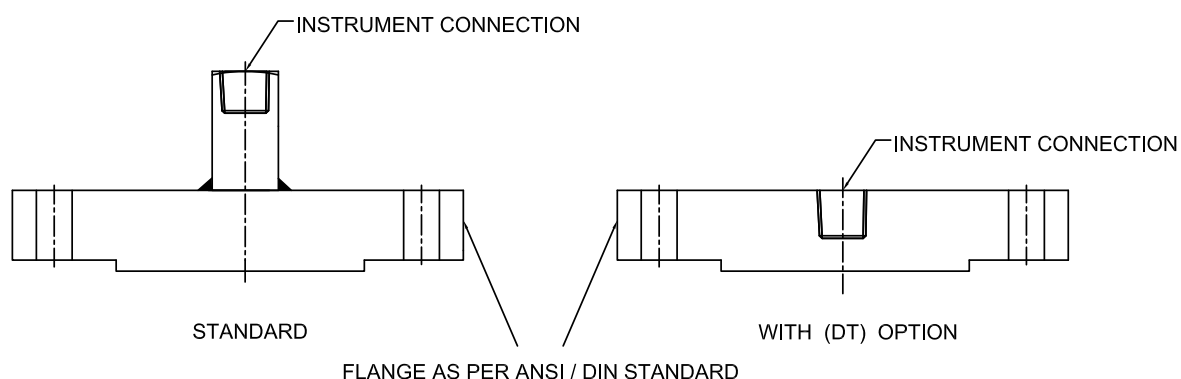 INSTRUMENT CONNECTION
INSTRUMENT CONNECTION
STANDARD
WITH (DT) OPTION
FLANGE AS PER ANSI / DIN STANDARD